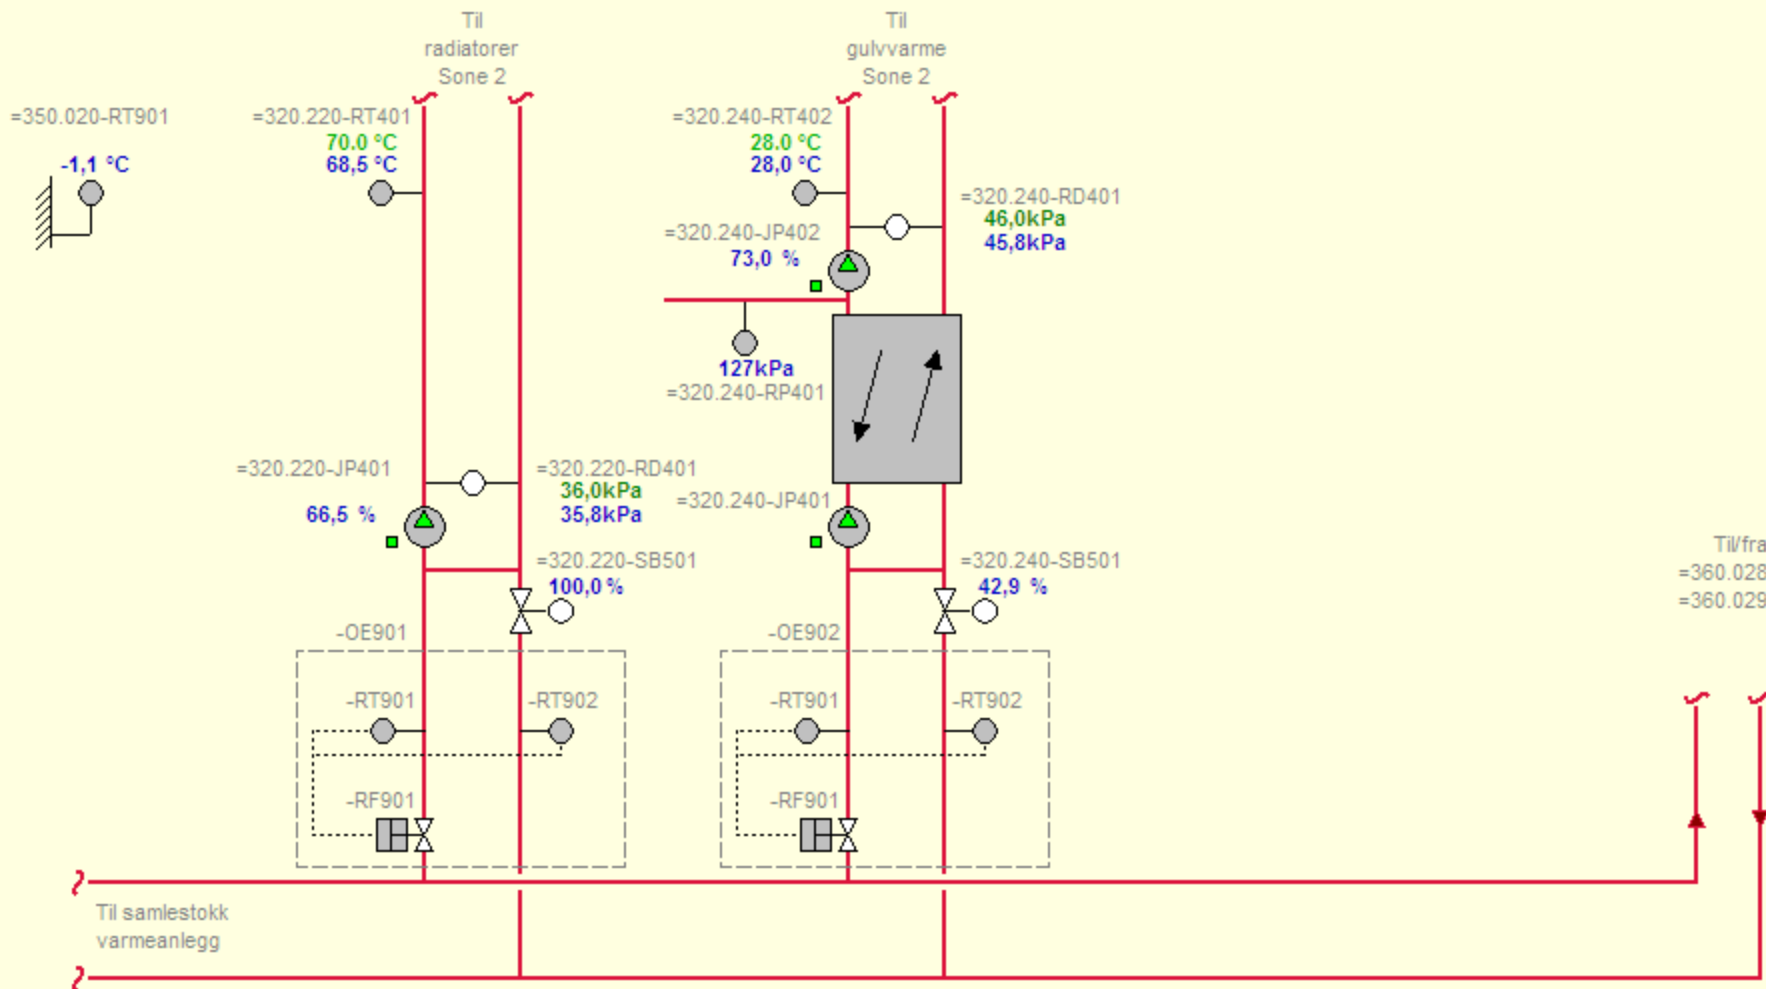 Til
radiatorer
Sone 2
Til
gulvvarme
Sone 2
=350.020-RT901
-1,1 °C
=320.220-RT401
70.0 °C
68,5 °C
=320.240-RT402
28.0 °C
28,0 °C
=320.240-RD401
46,0kPa
45,8kPa
=320.240-JP402
73,0 %
127kPa
=320.240-RP401
=320.220-JP401
66,5 %
=320.220-RD401
36,0kPa
35,8kPa
=320.240-JP401
=320.220-SB501
100,0 %
=320.240-SB501
42,9 %
Til/fra
=360.028
=360.029
-OE901
-RT901
-RT902
-RF901
-OE902
-RT901
-RT902
-RF901
Til samlestokk
varmeanlegg